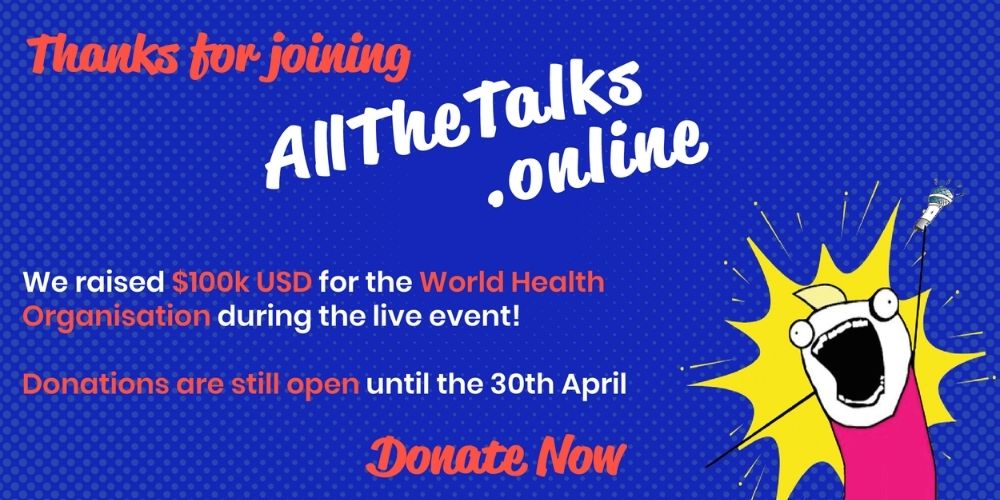 Thanks for joining
AllTheTalks
.online
We raised $100k USD for the World Health
Organisation during the live event!
Donations are still open until the 30th April
Donate Now